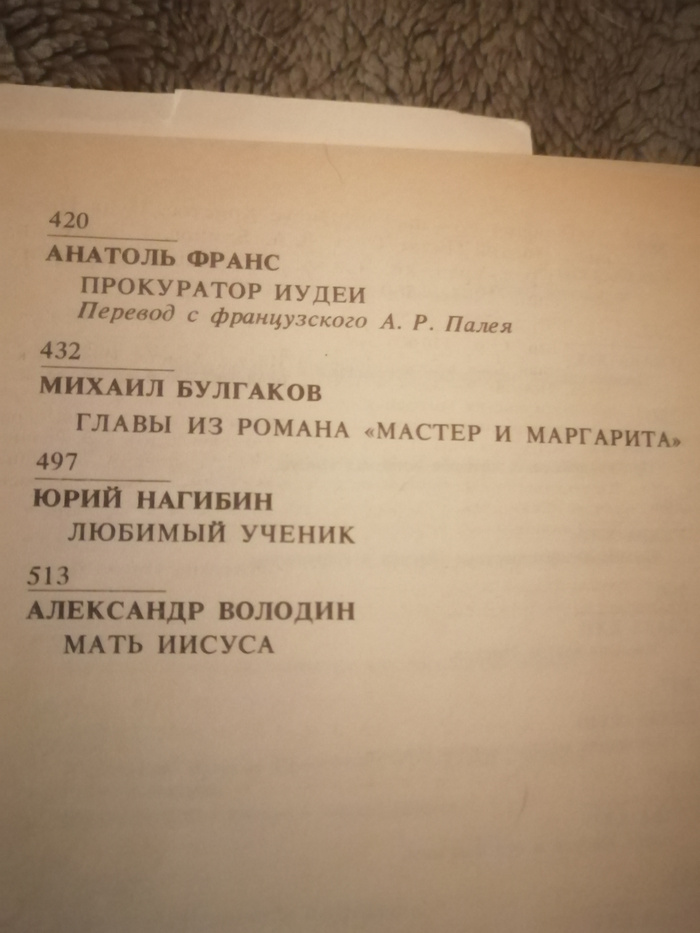 420
АНАТОЛЬ ФРАНС
ПРОКУРАТОР ИУДЕИ
Перевод с французского А. Р. Палея
432
МИХАИЛ БУЛГАКОВ
ГЛАВЫ ИЗ РОМАНА «МАСТЕР И МАРГАРИТА»
497
ЮРИЙ НАГИБИН
ЛЮБИМЫЙ УЧЕНИК
513
АЛЕКСАНДР ВОЛОДИН
МАТЬ ИИСУСА